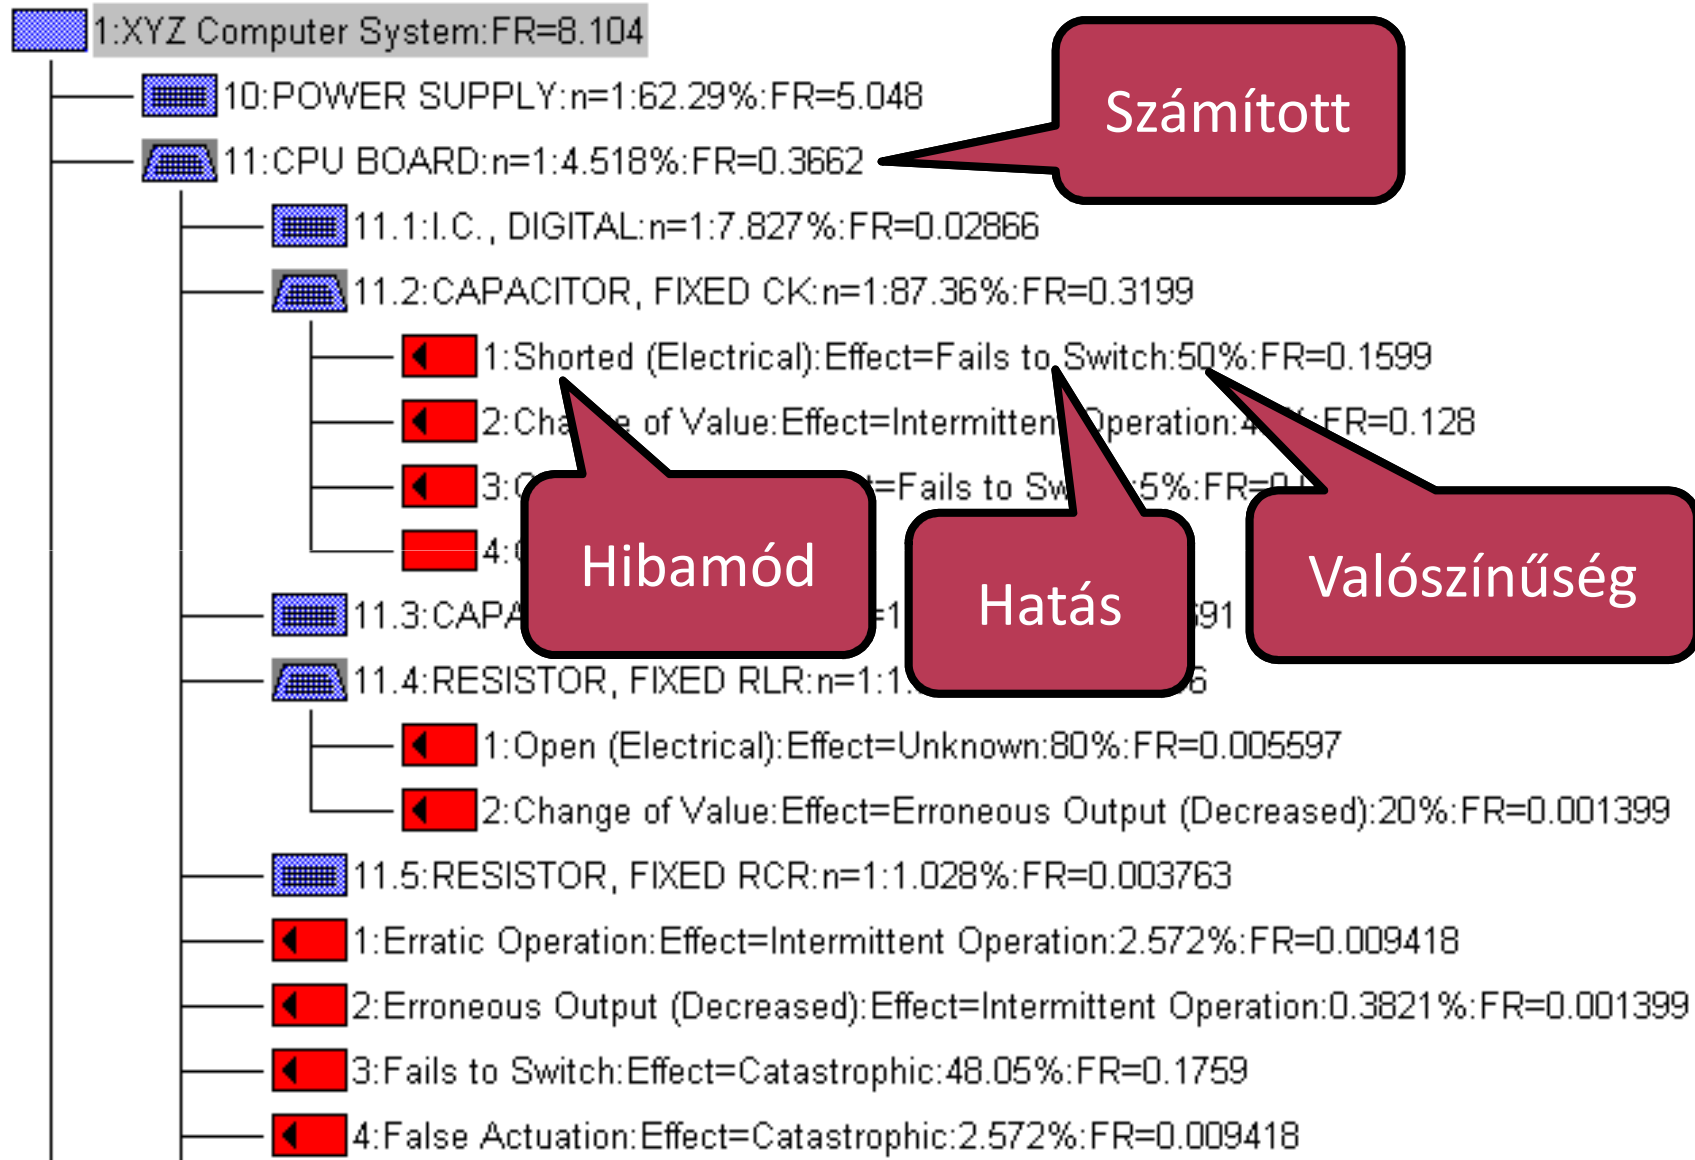 1:XYZ Computer System:FR=8.104
10:POWER SUPPLY:n=1:62.29%:FR=5.048
Számított
11:CPU BOARD:n=1:4.518%:FR=0.3662
11.1:I.C., DIGITAL:n=1:7.827%:FR=0.02866
11.2:CAPACITOR, FIXED CK:n=1:87.36%:FR=0.3199
1:Shorted (Electrical):Effect=Fails to Switch:50%:FR=0.1599
2:Change of Value:Effect=Intermittent Operation: FR=0.128
3: =Fails to :5%:FR=
4:
Hibamód
Hatás
Valószínűség
11.3: 691
11.4:RESISTOR, FIXED RLR:n=1:1. 6
1:Open (Electrical):Effect=Unknown:80%:FR=0.005597
2:Change of Value:Effect=Erroneous Output (Decreased):20%:FR=0.001399
11.5:RESISTOR, FIXED RCR:n=1:1.028%:FR=0.003763
1:Erratic Operation:Effect=Intermittent Operation:2.572%:FR=0.009418
2:Erroneous Output (Decreased):Effect=Intermittent Operation:0.3821%:FR=0.001399
3:Fails to Switch:Effect=Catastrophic:48.05%:FR=0.1759
4:False Actuation:Effect=Catastrophic:2.572%:FR=0.009418